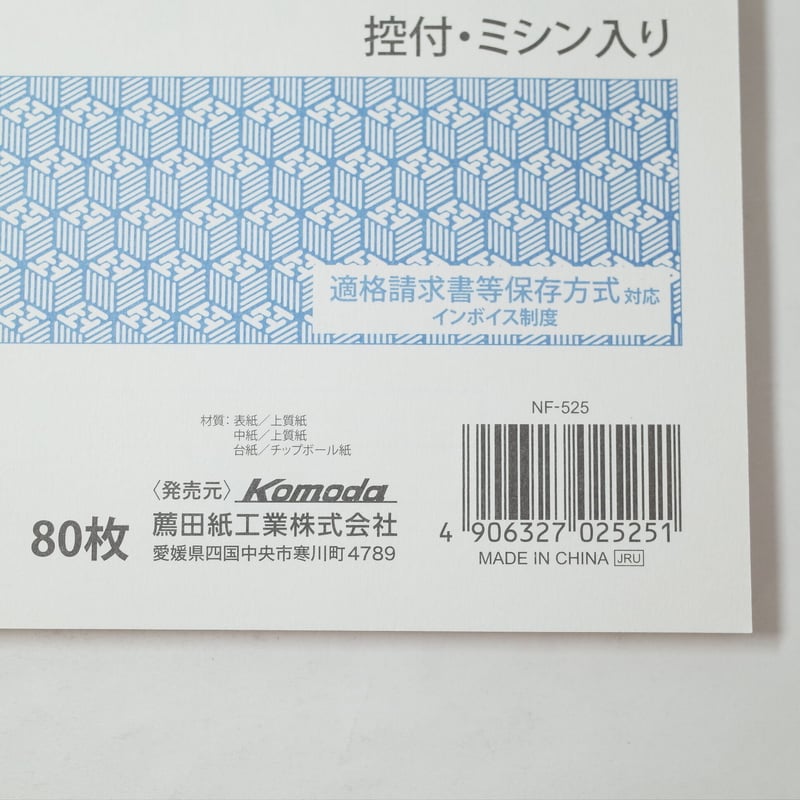 控付・ミシン入り
適格請求書等保存方式 対応
インボイス制度
NF-525
材質：表紙／上質紙
中紙／上質紙
台紙／チップボール紙
〈発売元〉 Komoda
薦田紙工業株式会社
愛媛県四国中央市寒川町4789
80枚
4 906327 025251
MADE IN CHINA JRU